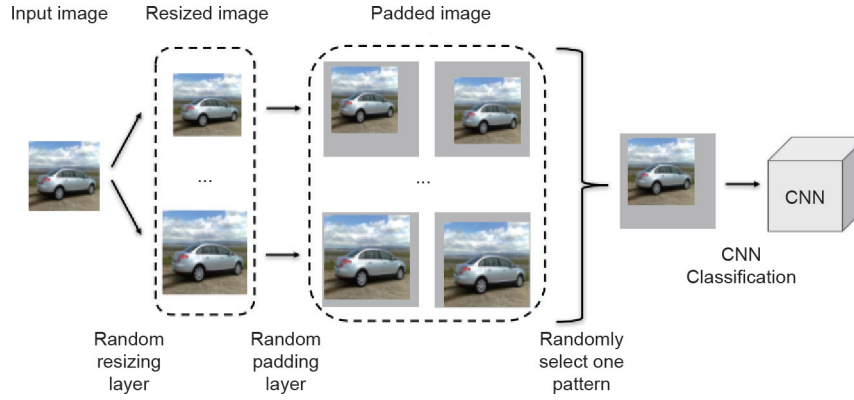 Input image
Resized image
Padded image
...
...
CNN
CNN
Classification
Random
resizing
layer
Random
padding
layer
Randomly
select one
pattern